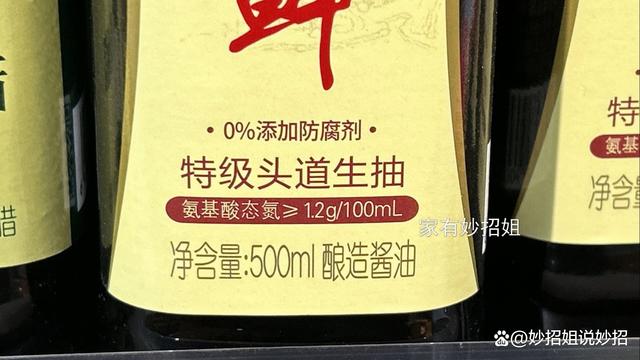 鲜
• 0%添加防腐剂 •
特级头道生抽
氨基酸态氮≥1.2g/100mL
净含量:500ml 酿造酱油
醋
特
氨基
净含量
家有妙招姐
@妙招姐说妙招